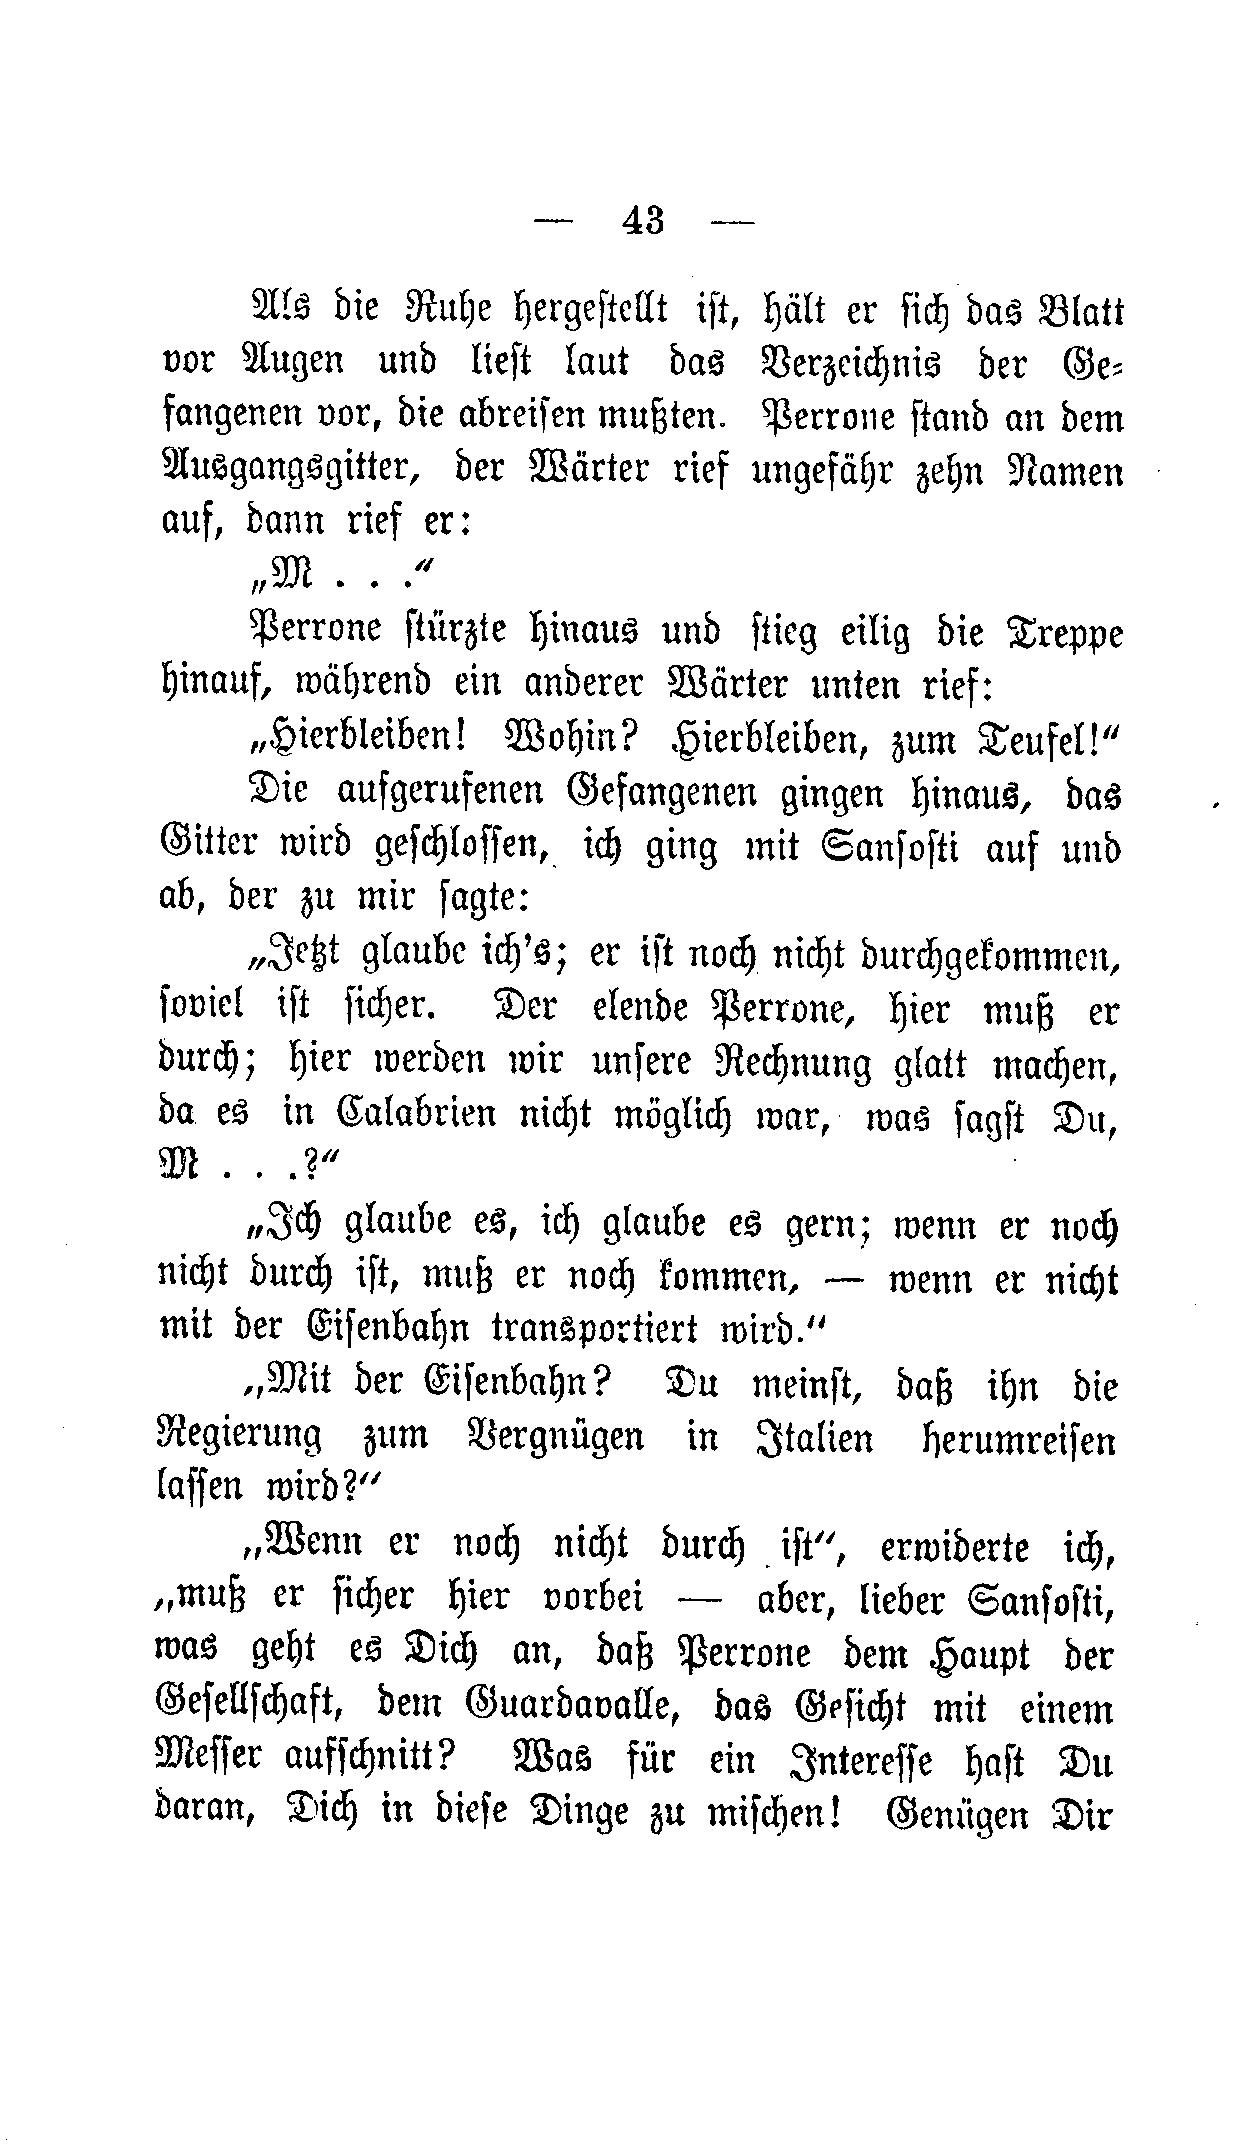 — 43 —
Als die Ruhe hergestellt ist, hält er sich das Blatt
vor Augen und liest laut das Verzeichnis der Ge-
fangenen vor, die abreisen mußten. Perrone stand an dem
Ausgangsgitter, der Wärter rief ungefähr zehn Namen
auf, dann rief er:
„M . . .“
Perrone stürzte hinaus und stieg eilig die Treppe
hinauf, während ein anderer Wärter unten rief:
„Hierbleiben! Wohin? Hierbleiben, zum Teufel!“
Die aufgerufenen Gefangenen gingen hinaus, das
Gitter wird geschlossen, ich ging mit Sansosti auf und
ab, der zu mir sagte:
„Jetzt glaube ich's; er ist noch nicht durchgekommen,
soviel ist sicher. Der elende Perrone, hier muß er
durch; hier werden wir unsere Rechnung glatt machen,
da es in Calabrien nicht möglich war, was sagst Du,
M . . .?“
„Ich glaube es, ich glaube es gern; wenn er noch
nicht durch ist, muß er noch kommen, — wenn er nicht
mit der Eisenbahn transportiert wird.“
„Mit der Eisenbahn? Du meinst, daß ihn die
Regierung zum Vergnügen in Italien herumreisen
lassen wird?“
„Wenn er noch nicht durch ist“, erwiderte ich,
„muß er sicher hier vorbei — aber, lieber Sansosti,
was geht es Dich an, daß Perrone dem Haupt der
Gesellschaft, dem Guardavalle, das Gesicht mit einem
Messer aufschnitt? Was für ein Interesse hast Du
daran, Dich in diese Dinge zu mischen! Genügen Dir